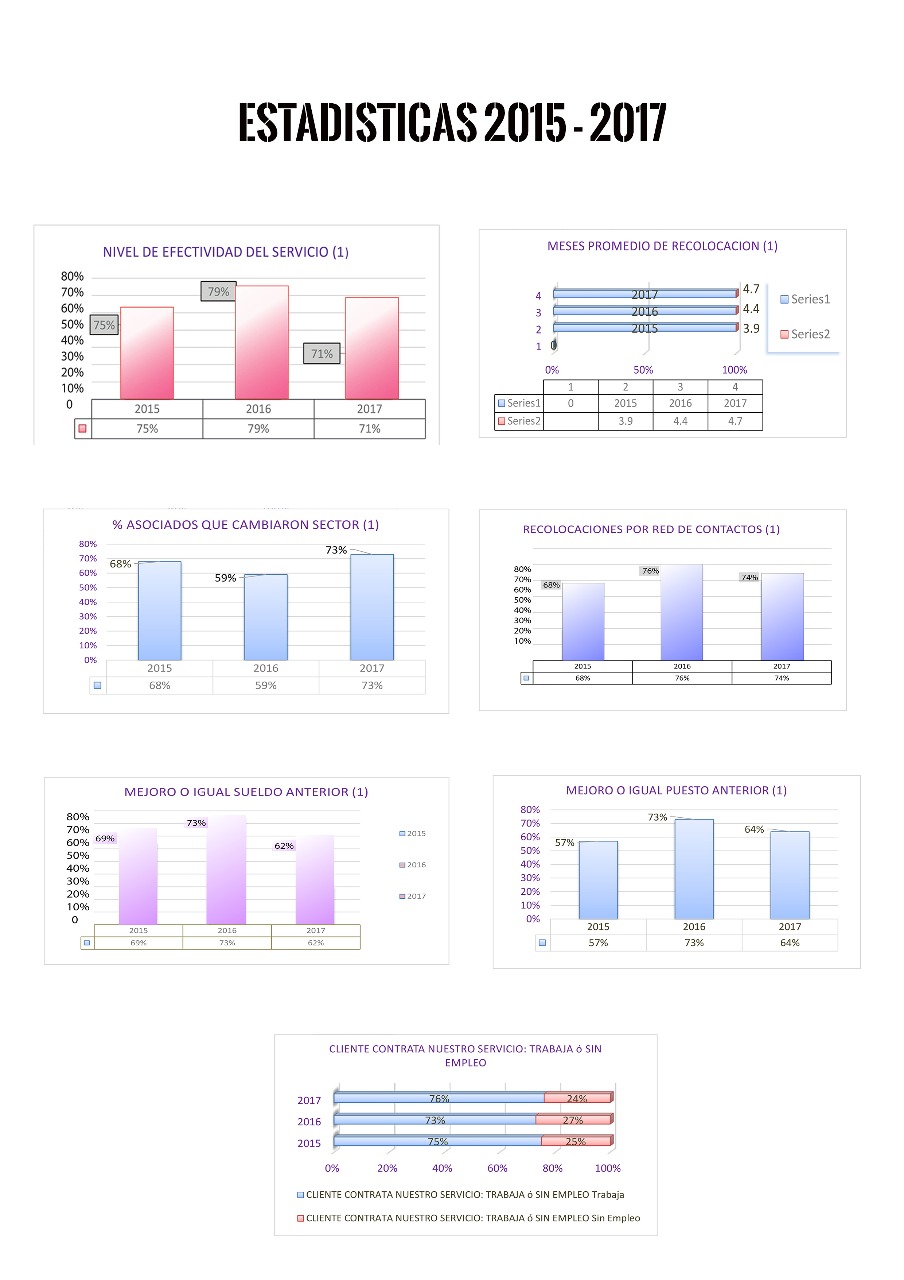 ESTADISTICAS 2015 - 2017
NIVEL DE EFECTIVIDAD DEL SERVICIO (1)
80%
70%
60%
50%
40%
30%
20%
10%
0
75%
79%
71%
2015 2016 2017
75% 79% 71%
MESES PROMEDIO DE RECOLOCACION (1)
4 2017 4.7
3 2016 4.4
2 2015 3.9
1
0% 50% 100%
Series1
Series2
1 2 3 4
Series1 0 2015 2016 2017
Series2 3.9 4.4 4.7
% ASOCIADOS QUE CAMBIARON SECTOR (1)
80%
70%
60%
50%
40%
30%
20%
10%
0%
68%
59%
73%
2015 2016 2017
68% 59% 73%
RECOLOCACIONES POR RED DE CONTACTOS (1)
80%
70%
60%
50%
40%
30%
20%
10%
68%
76%
74%
2015 2016 2017
68% 76% 74%
MEJORO O IGUAL SUELDO ANTERIOR (1)
80%
70%
60%
50%
40%
30%
20%
10%
0
69%
73%
62%
2015
2016
2017
2015 2016 2017
69% 73% 62%
MEJORO O IGUAL PUESTO ANTERIOR (1)
80%
70%
60%
50%
40%
30%
20%
10%
0%
57%
73%
64%
2015 2016 2017
57% 73% 64%
CLIENTE CONTRATA NUESTRO SERVICIO: TRABAJA ó SIN
EMPLEO
2017 76% 24%
2016 73% 27%
2015 75% 25%
0% 20% 40% 60% 80% 100%
CLIENTE CONTRATA NUESTRO SERVICIO: TRABAJA ó SIN EMPLEO Trabaja
CLIENTE CONTRATA NUESTRO SERVICIO: TRABAJA ó SIN EMPLEO Sin Empleo